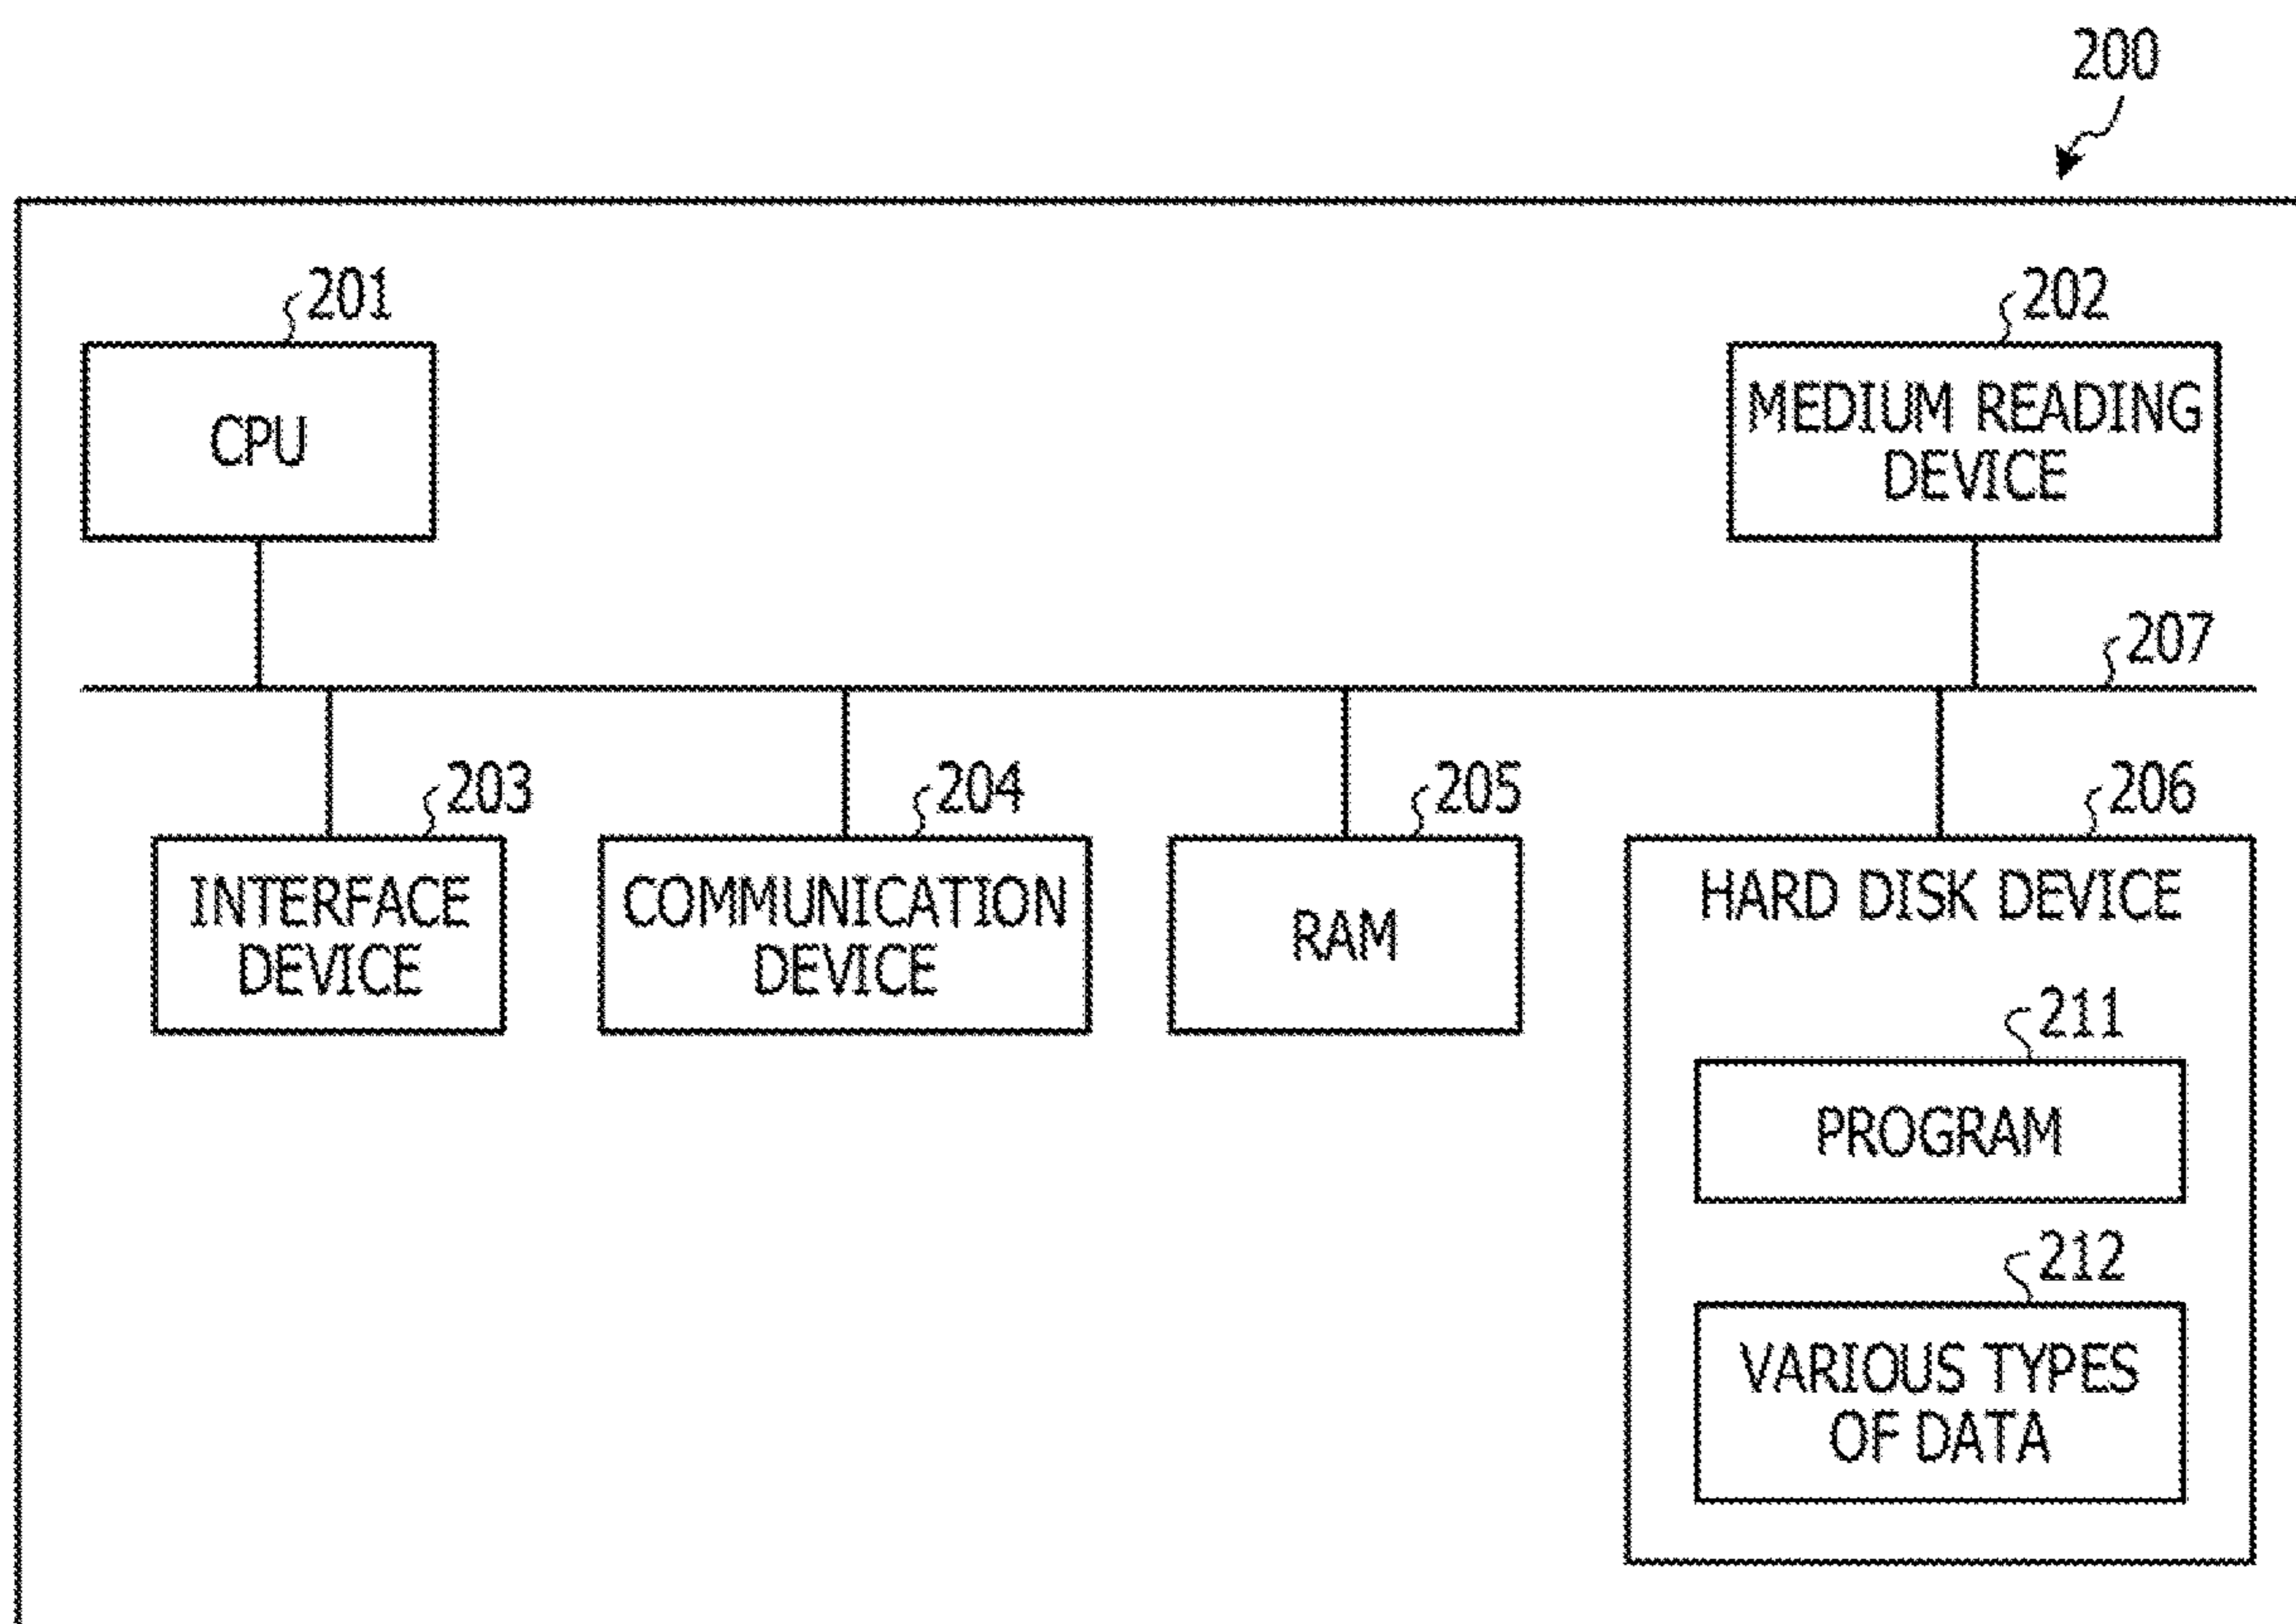 200
201
202
CPU
MEDIUM READING
DEVICE
207
203
204
205
206
INTERFACE
DEVICE
COMMUNICATION
DEVICE
RAM
HARD DISK DEVICE
211
PROGRAM
212
VARIOUS TYPES
OF DATA